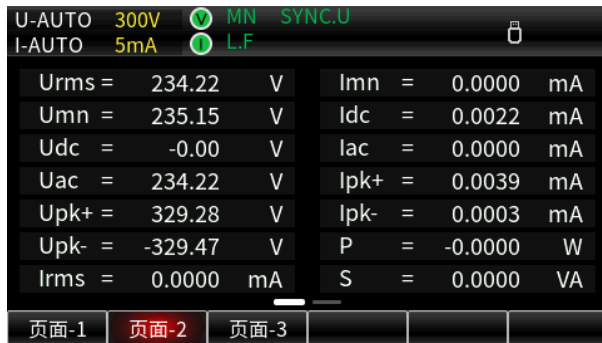 U-AUTO 300V V MN SYNC.U
I-AUTO 5mA I L.F
Urms = 234.22 V Imn = 0.0000 mA
Umn = 235.15 V Idc = 0.0022 mA
Udc = -0.00 V Iac = 0.0000 mA
Uac = 234.22 V Ipk+ = 0.0039 mA
Upk+ = 329.28 V Ipk- = 0.0003 mA
Upk- = -329.47 V P = -0.0000 W
Irms = 0.0000 mA S = 0.0000 VA
页面-1 页面-2 页面-3